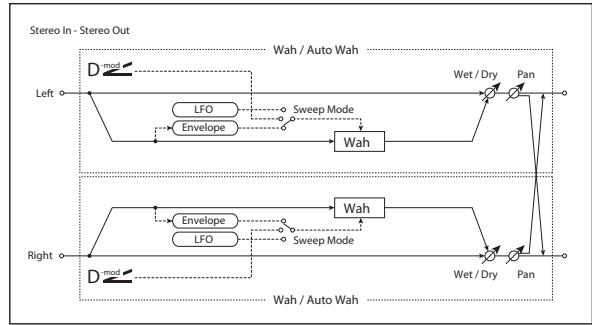 Stereo In - Stereo Out
Wah / Auto Wah
D-mod
Wet / Dry
Pan
Left
LFO
Sweep Mode
Envelope
Wah
Wah
Envelope
LFO
Sweep Mode
Right
D-mod
Wet / Dry
Pan
Wah / Auto Wah